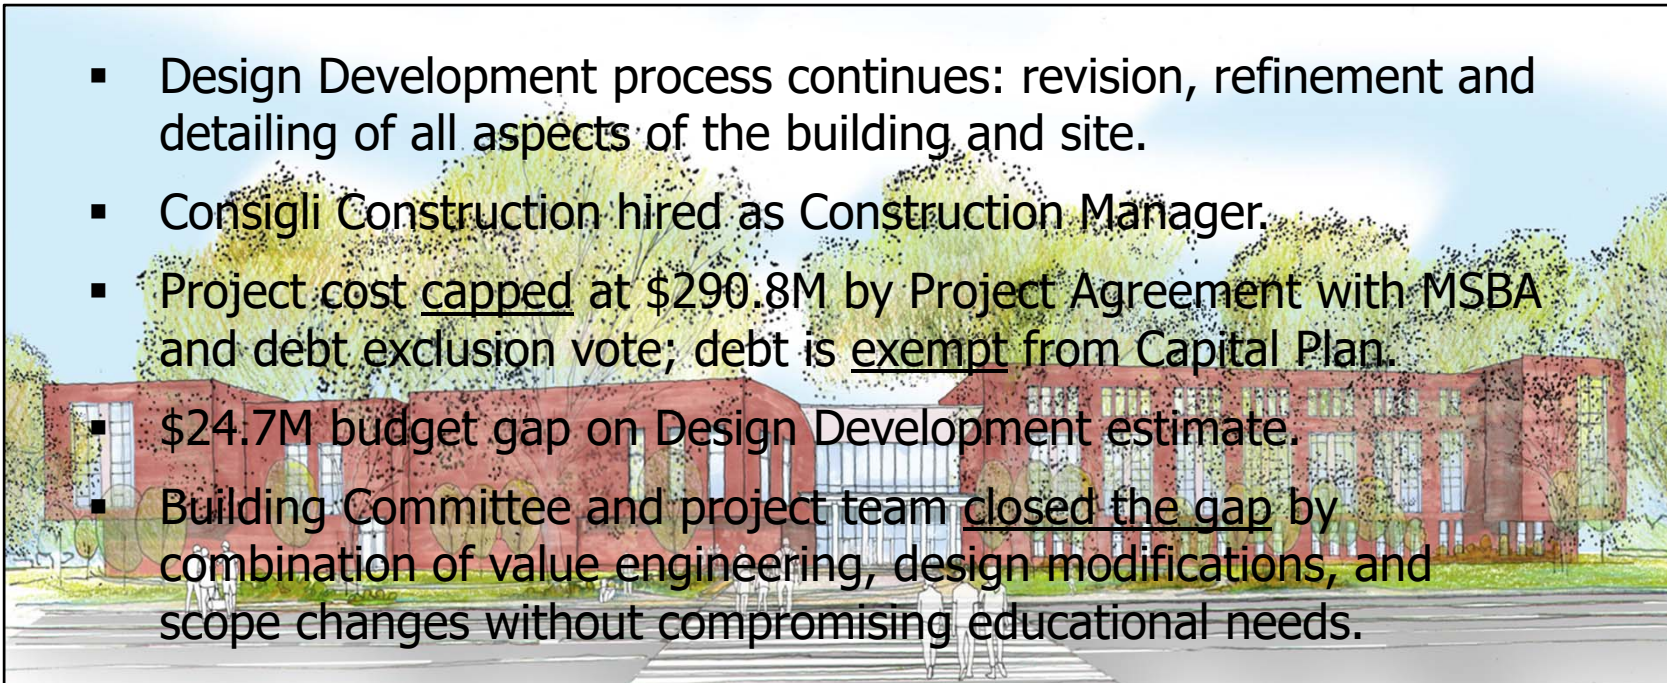 ▪ Design Development process continues: revision, refinement and
detailing of all aspects of the building and site.
▪ Consigli Construction hired as Construction Manager.
▪ Project cost capped at $290.8M by Project Agreement with MSBA
and debt exclusion vote; debt is exempt from Capital Plan.
▪ $24.7M budget gap on Design Development estimate.
▪ Building Committee and project team closed the gap by
combination of value engineering, design modifications, and
scope changes without compromising educational needs.